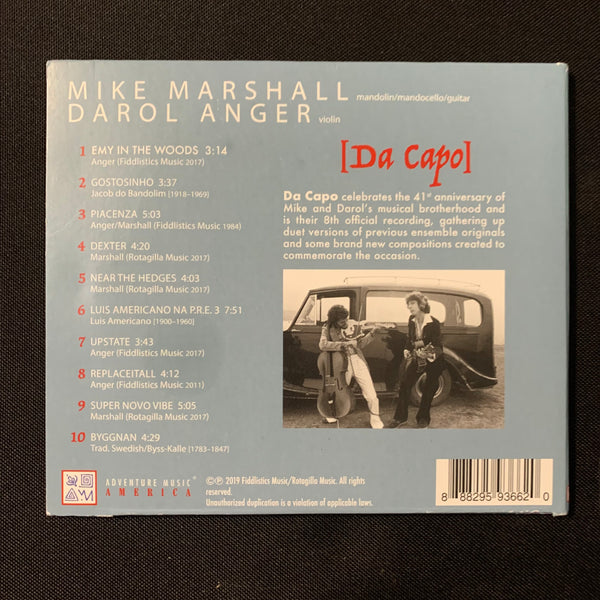 MIKE MARSHALL mandolin/mandocello/guitar
DAROL ANGER violin
1 EMY IN THE WOODS 3:14
Anger (Fiddlistics Music 2017)
2 GOSTOSINHO 3:37
Jacob do Bandolim [1918–1969]
3 PIACENZA 5:03
Anger/Marshall (Fiddlistics Music 1984)
4 DEXTER 4:20
Marshall (Rotagilla Music 2017)
5 NEAR THE HEDGES 4:03
Marshall (Rotagilla Music 2017)
6 LUIS AMERICANO NA P.R.E. 3 7:51
Luis Americano [1900–1960]
7 UPSTATE 3:43
Anger (Fiddlistics Music 2017)
8 REPLACEITALL 4:12
Anger (Fiddlistics Music 2011)
9 SUPER NOVO VIBE 5:05
Marshall (Rotagilla Music 2017)
10 BYGGNAN 4:29
Trad. Swedish/Byss-Kalle [1783–1847]
[Da Capo]
Da Capo celebrates the 41st anniversary of
Mike and Darol's musical brotherhood and
is their 8th official recording, gathering up
duet versions of previous ensemble originals
and some brand new compositions created to
commemorate the occasion.
ADVENTURE MUSIC®
AMERICA
©℗ 2019 Fiddlistics Music/Rotagilla Music. All rights
reserved.
Unauthorized duplication is a violation of applicable laws.
8 88295 93662 0